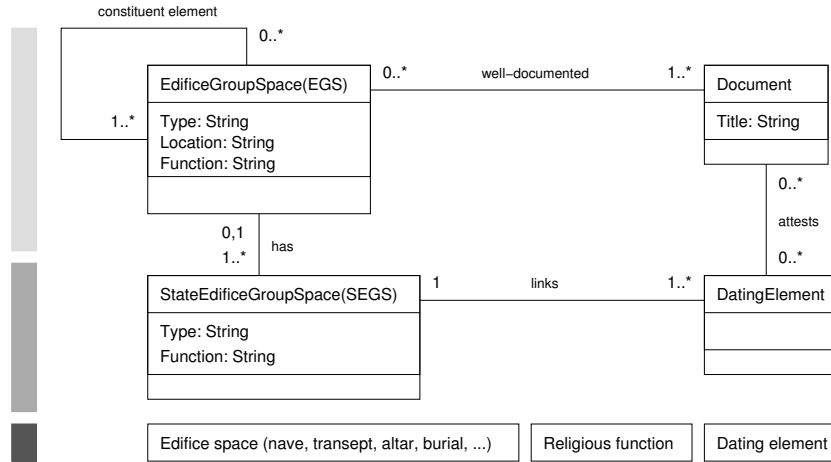 constituent element
0..*
EdificeGroupSpace(EGS)
0..*
well–documented
1..*
Document
1..*
Type: String
Location: String
Function: String
Title: String
0..*
attests
0..*
0,1
1..*
has
StateEdificeGroupSpace(SEGS)
1
links
1..*
DatingElement
Type: String
Function: String
Edifice space (nave, transept, altar, burial, ...)
Religious function
Dating element